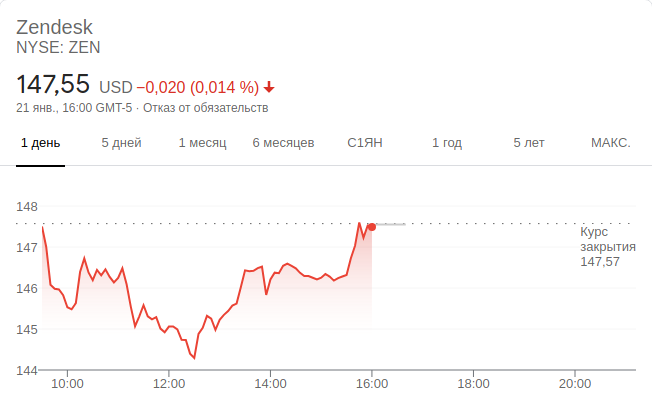 Zendesk
NYSE: ZEN
147,55 USD −0,020 (0,014 %)
21 янв., 16:00 GMT-5 · Отказ от обязательств
1 день 5 дней 1 месяц 6 месяцев С1ЯН 1 год 5 лет МАКС.
148
147
146
145
144
Курс
закрытия
147,57
10:00 12:00 14:00 16:00 18:00 20:00